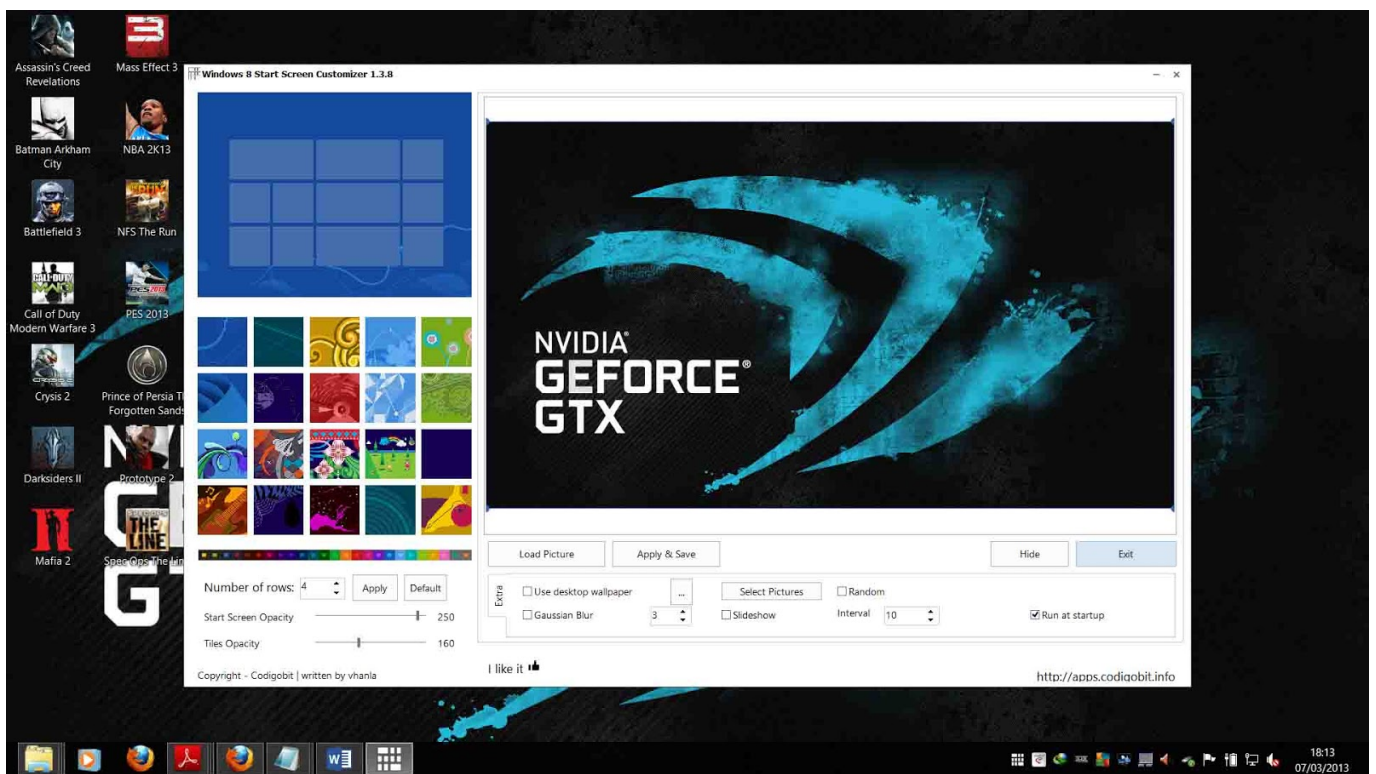 Assassin's Creed
Revelations
Mass Effect 3
Batman Arkham
City
NBA 2K13
Battlefield 3
NFS The Run
Call of Duty
Modern Warfare 3
PES 2013
Crysis 2
Prince of Persia
Forgotten Sands
Darksiders II
Prototype 2
Mafia 2
Spec Ops The
THE
LINE
G
Windows 8 Start Screen Customizer 1.3.8
NVIDIA®
GEFORCE®
GTX
Load Picture
Apply & Save
Hide
Exit
Number of rows: 4
Apply
Default
Start Screen Opacity 250
Tiles Opacity 160
Extra
Use desktop wallpaper
...
Select Pictures
Random
Gaussian Blur 3
Slideshow
Interval 10
Run at startup
I like it
Copyright - Codigobit | written by vhanla
http://apps.codigobit.info
18:13
07/03/2013